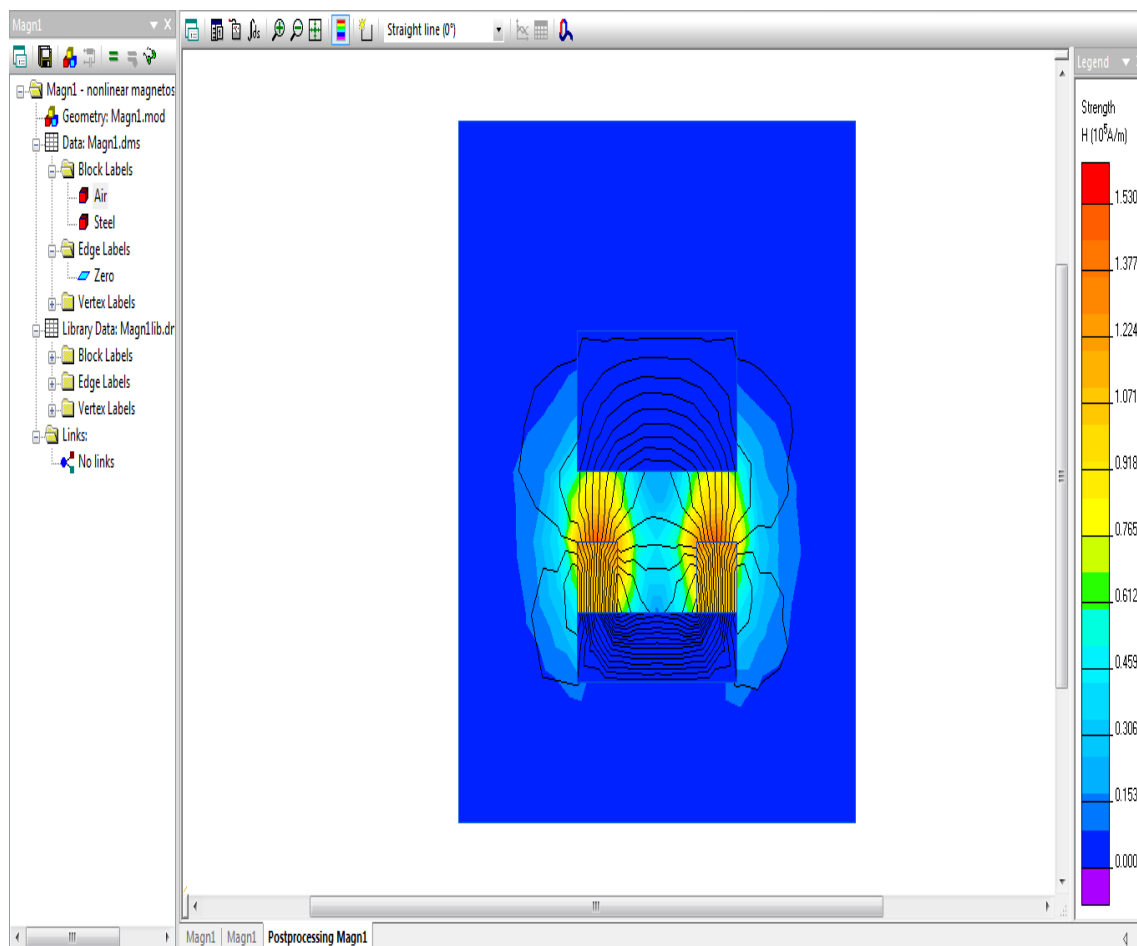 Magn1
Straight line (0°)
Magn1 - nonlinear magnetos
Geometry: Magn1.mod
Data: Magn1.dms
Block Labels
Air
Steel
Edge Labels
Zero
Vertex Labels
Library Data: Magn1lib.dr
Block Labels
Edge Labels
Vertex Labels
Links:
No links
Legend
Strength
H (10⁵A/m)
1.530
1.377
1.224
1.071
0.918
0.765
0.612
0.459
0.306
0.153
0.000
Magn1 Magn1 Postprocessing Magn1